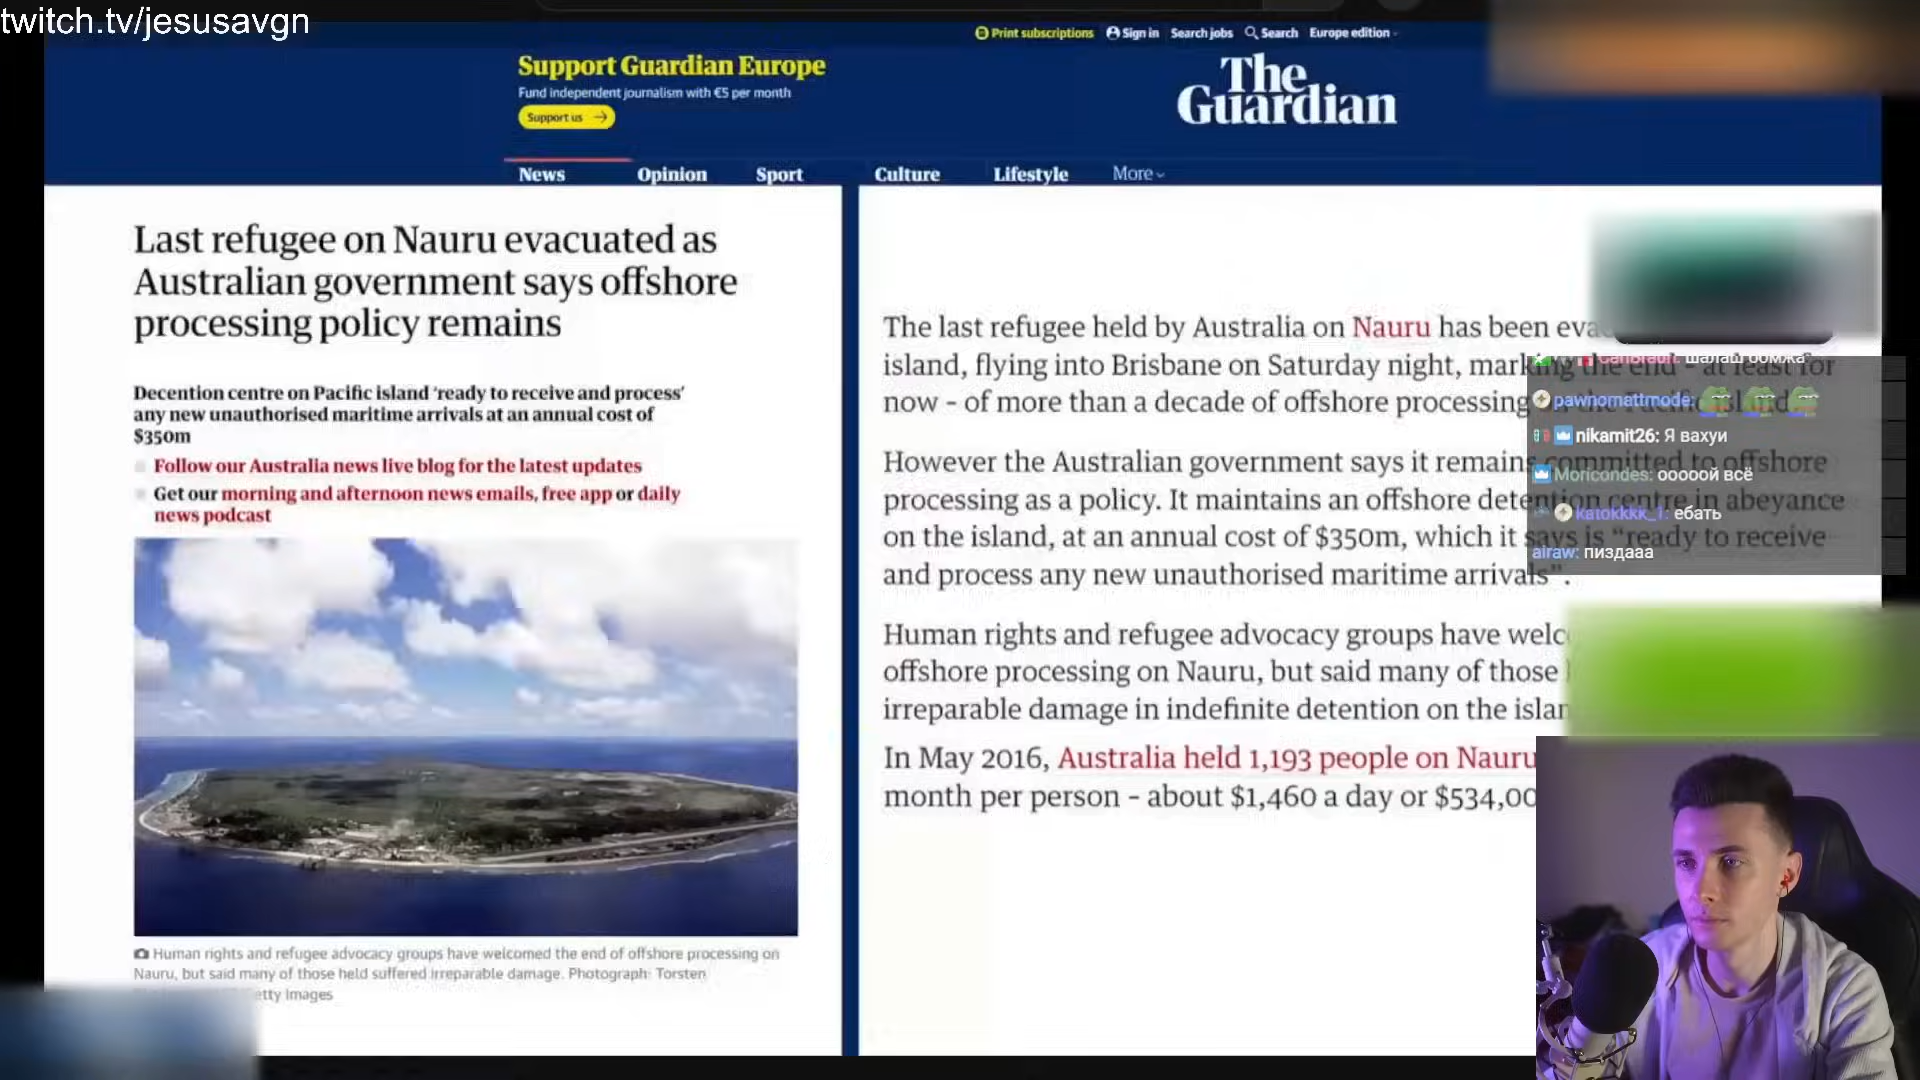 twitch.tv/jesusavgn
Print subscriptions
Sign in
Search jobs
Search
Europe edition
Support Guardian Europe
Fund independent journalism with €5 per month
Support us
The
Guardian
News
Opinion
Sport
Culture
Lifestyle
More
Last refugee on Nauru evacuated as
Australian government says offshore
processing policy remains
Decention centre on Pacific island ‘ready to receive and process’
any new unauthorised maritime arrivals at an annual cost of
$350m
Follow our Australia news live blog for the latest updates
Get our morning and afternoon news emails, free app or daily
news podcast
Human rights and refugee advocacy groups have welcomed the end of offshore processing on
Nauru, but said many of those held suffered irreparable damage. Photograph: Torsten
Images
The last refugee held by Australia on Nauru has been
island, flying into Brisbane on Saturday night, marking the end – at least for
now – of more than a decade of offshore processing the Pacific island.
However the Australian government says it remains committed to offshore
processing as a policy. It maintains an offshore detention centre in abeyance
on the island, at an annual cost of $350m, which it says is “ready to receive
and process any new unauthorised maritime arrivals”.
Human rights and refugee advocacy groups have
offshore processing on Nauru, but said many of those
irreparable damage in indefinite detention on the
In May 2016, Australia held 1,193 people on Nauru
month per person – about $1,460 a day or
шалаш бомжа
pawnomattmode:
nikamit26: Я вахуи
Moricondes: ооооой всё
katokkkk_1: ебать
airaw: пиздааа